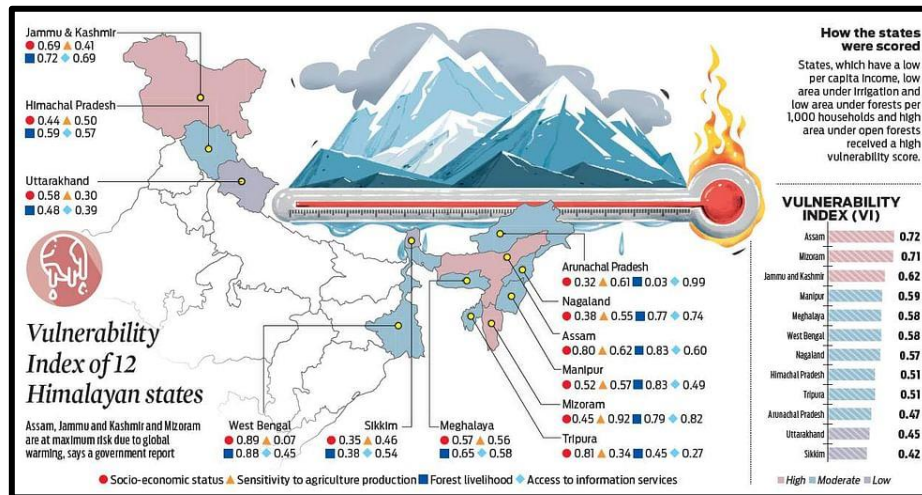 Jammu & Kashmir
0.69 0.41
0.72 0.69
Himachal Pradesh
0.44 0.50
0.59 0.57
Uttarakhand
0.58 0.30
0.48 0.39
How the states
were scored
States, which have a low
per capita income, low
area under irrigation and
low area under forests per
1,000 households and high
area under open forests
received a high
vulnerability score.
VULNERABILITY
INDEX (VI)
Assam 0.72
Mizoram 0.71
Jammu and Kashmir 0.62
Manipur 0.59
Meghalaya 0.58
West Bengal 0.58
Nagaland 0.57
Himachal Pradesh 0.51
Tripura 0.51
Arunachal Pradesh 0.47
Uttarakhand 0.45
Sikkim 0.42
High Moderate Low
Arunachal Pradesh
0.32 0.61 0.03 0.99
Nagaland
0.38 0.55 0.77 0.74
Assam
0.80 0.62 0.83 0.60
Manipur
0.52 0.57 0.83 0.49
Mizoram
0.45 0.92 0.79 0.82
Tripura
0.81 0.34 0.45 0.27
Vulnerability
Index of 12
Himalayan states
Assam, Jammu and Kashmir and Mizoram
are at maximum risk due to global
warming, says a government report
West Bengal
0.89 0.07
0.88 0.45
Sikkim
0.35 0.46
0.38 0.54
Meghalaya
0.57 0.56
0.65 0.58
Socio-economic status Sensitivity to agriculture production Forest livelihood Access to information services